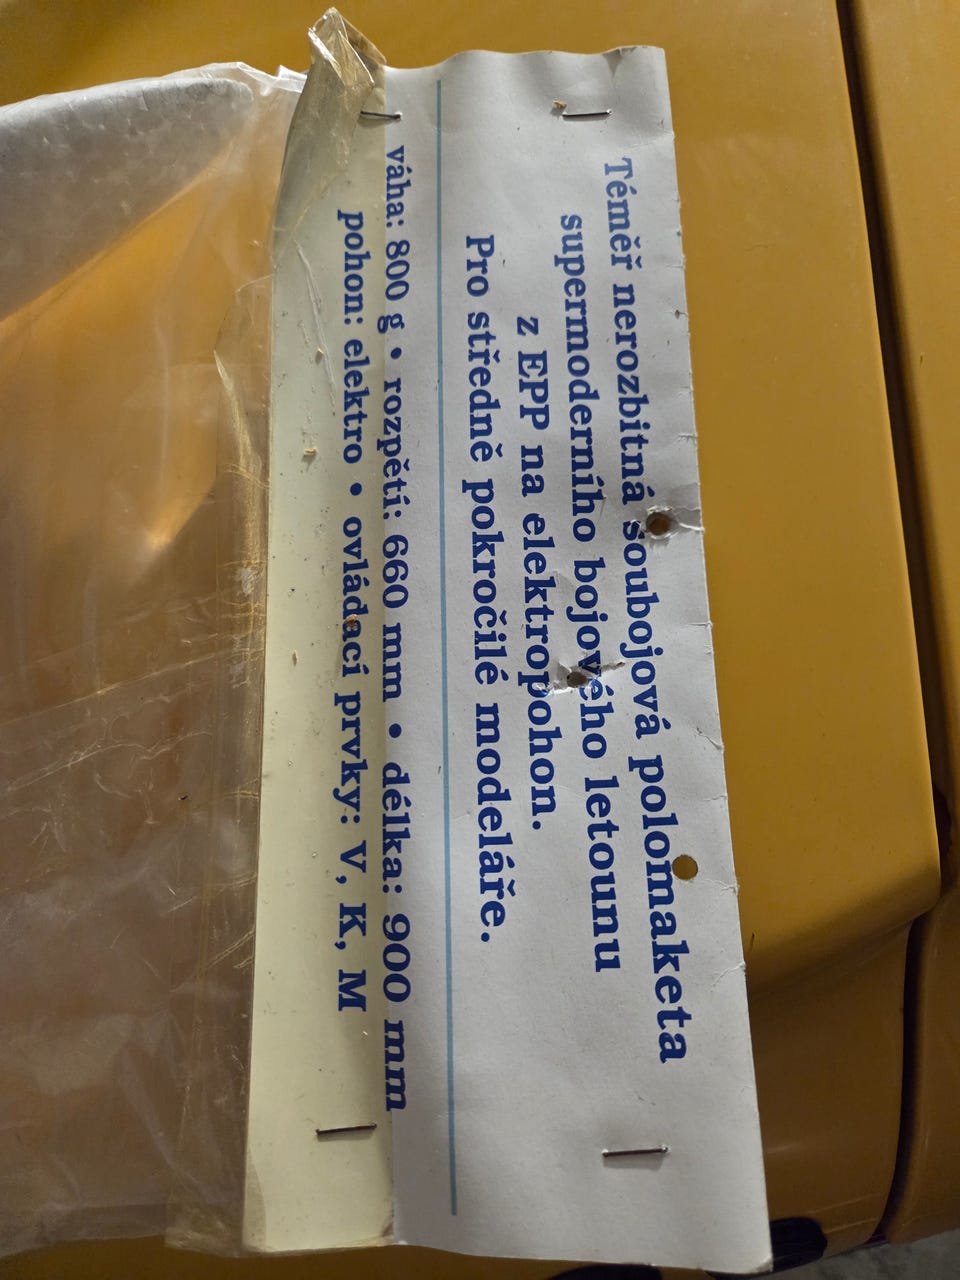 Téměř nerozbitná soubojová polomaketa
supermoderního bojového letounu
z EPP na elektropohon.
Pro středně pokročilé modeláře.
váha: 800 g • rozpětí: 660 mm • délka: 900 mm
pohon: elektro • ovládací prvky: V, K, M